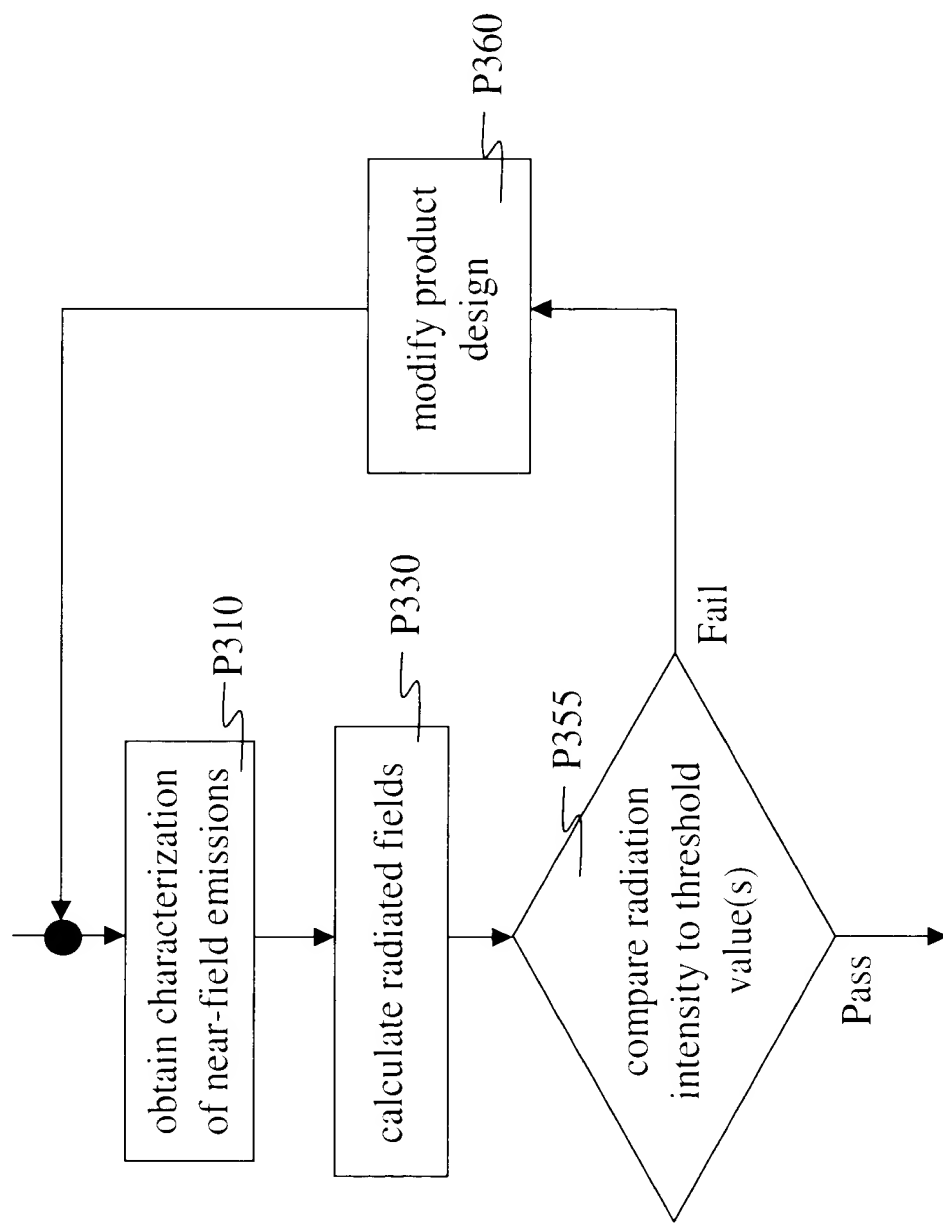 obtain characterization
of near-field emissions
P310
calculate radiated fields
P330
compare radiation
intensity to threshold
value(s)
P355
Pass
Fail
modify product
design
P360